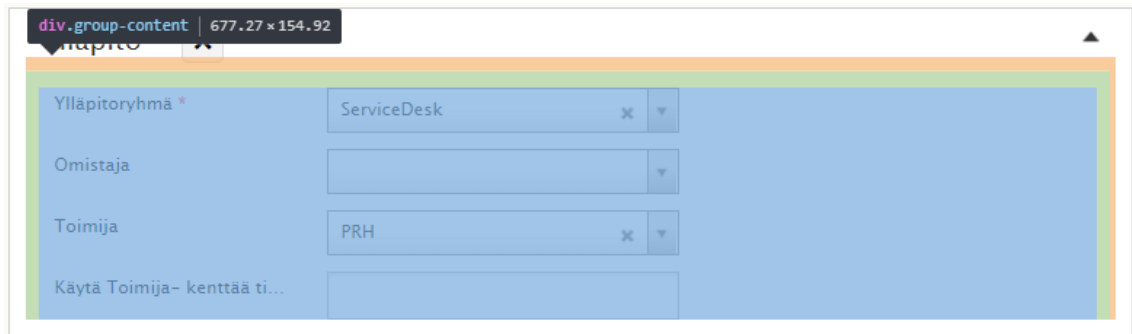 div.group-content | 677.27 × 154.92
Ylläpitoryhmä * ServiceDesk
Omistaja
Toimija PRH
Käytä Toimija- kenttää ti...